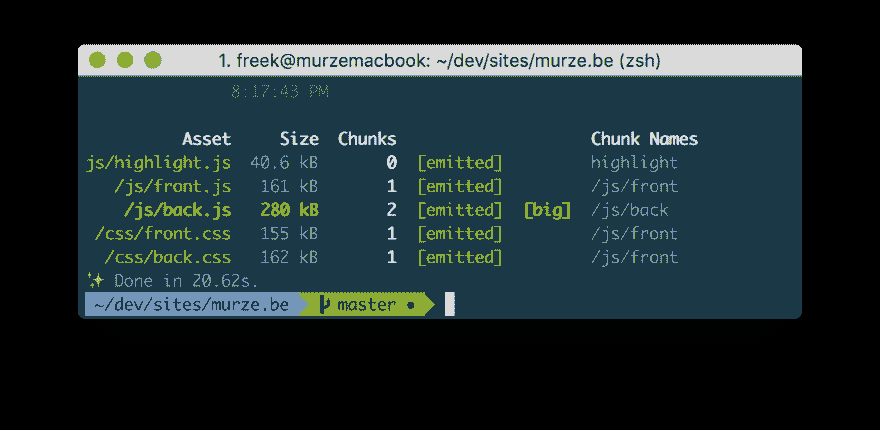 1. freek@murzemacbook: ~/dev/sites/murze.be (zsh)
8:17:43 PM
Asset Size Chunks Chunk Names
js/highlight.js 40.6 kB 0 [emitted] highlight
/js/front.js 161 kB 1 [emitted] /js/front
/js/back.js 280 kB 2 [emitted] [big] /js/back
/css/front.css 155 kB 1 [emitted] /js/front
/css/back.css 162 kB 1 [emitted] /js/front
✨ Done in 20.62s.
~/dev/sites/murze.be master ●